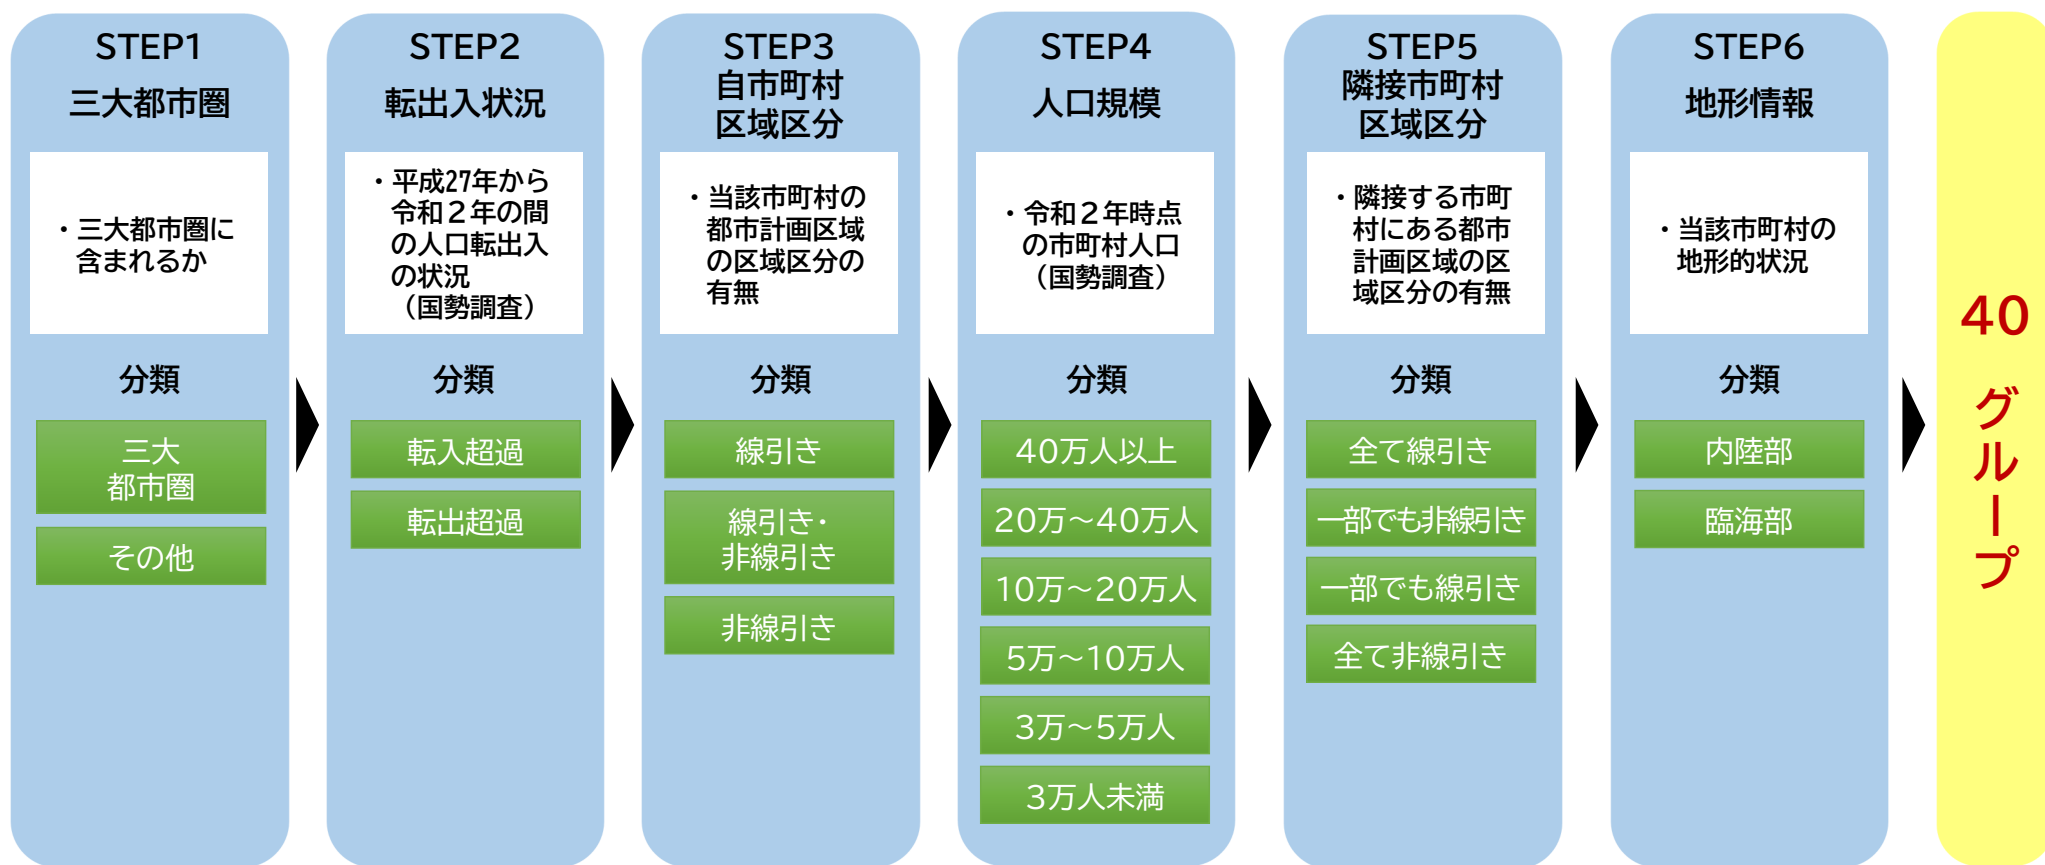 STEP1
三大都市圏
・三大都市圏に
含まれるか
分類
三大
都市圏
その他
STEP2
転出入状況
・平成27年から
令和２年の間
の人口転出入
の状況
（国勢調査）
分類
転入超過
転出超過
STEP3
自市町村
区域区分
・当該市町村の
都市計画区域
の区域区分の
有無
分類
線引き
線引き・
非線引き
非線引き
STEP4
人口規模
・令和２年時点
の市町村人口
（国勢調査）
分類
40万人以上
20万～40万人
10万～20万人
5万～10万人
3万～5万人
3万人未満
STEP5
隣接市町村
区域区分
・隣接する市町
村にある都市
計画区域の区
域区分の有無
分類
全て線引き
一部でも非線引き
一部でも線引き
全て非線引き
STEP6
地形情報
・当該市町村の
地形的状況
分類
内陸部
臨海部
40
グループ